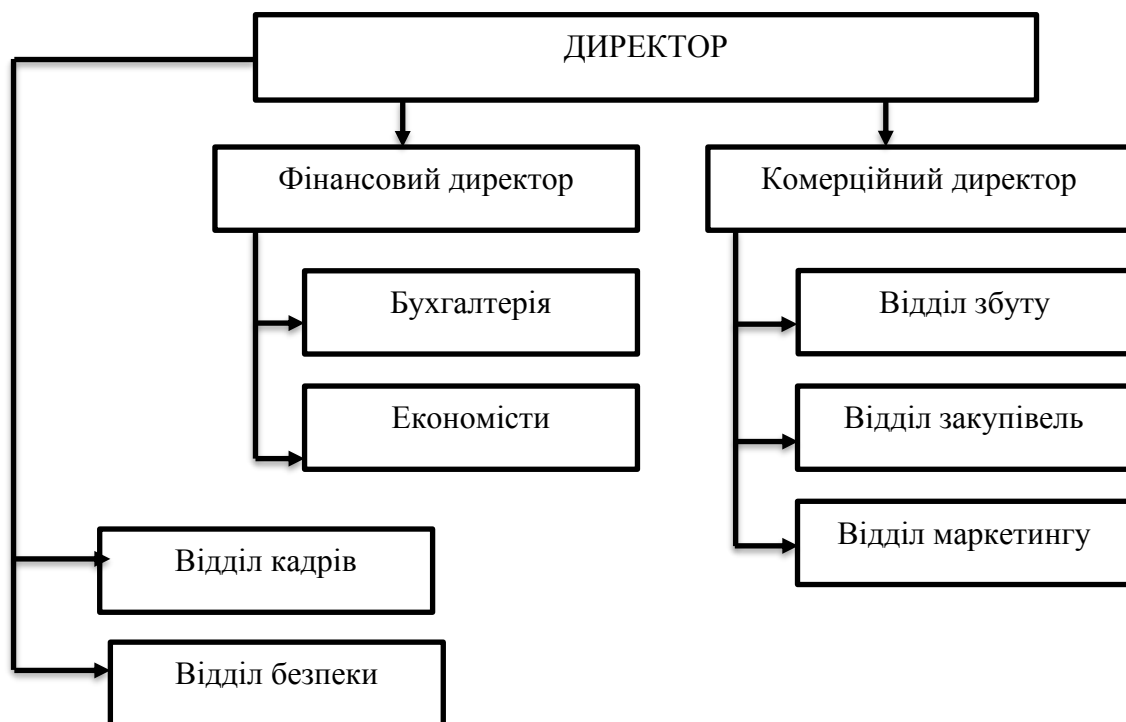 ДИРЕКТОР
Фінансовий директор
Комерційний директор
Бухгалтерія
Відділ збуту
Економісти
Відділ закупівель
Відділ маркетингу
Відділ кадрів
Відділ безпеки